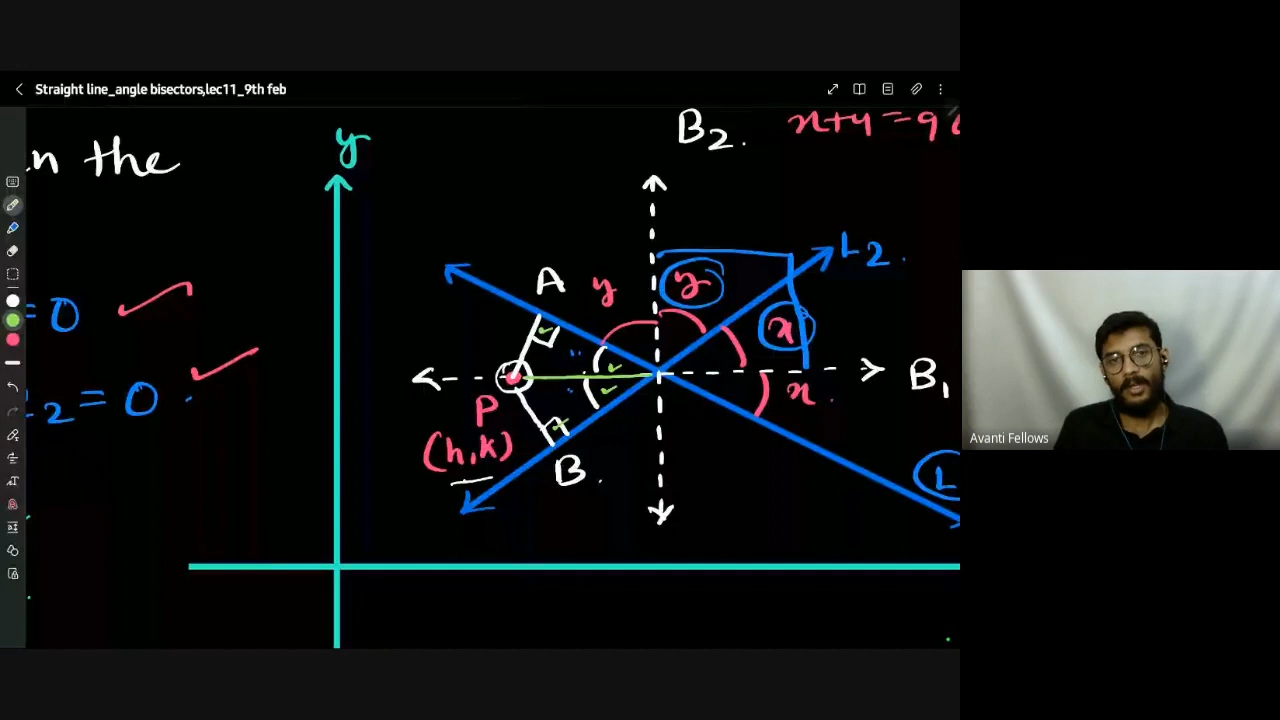 Straight line_angle bisectors,lec11_9th feb
n the
= 0
2 = 0
y
B2.
x+y=9
L2.
A
y
y
x
x
B1
P
(h,k)
B.
L
Avanti Fellows